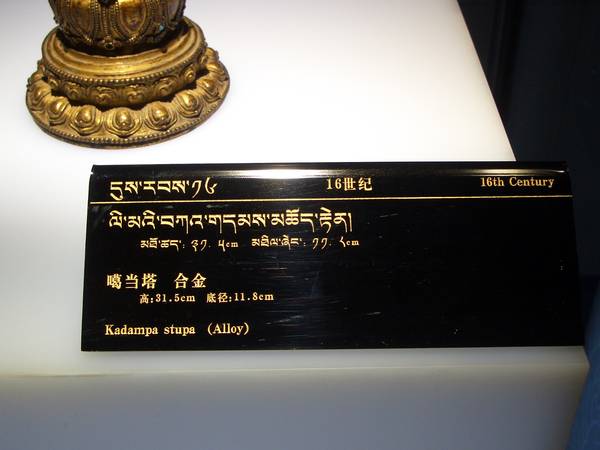 དུས་རབས་༡༦ 16世纪 16th Century
ལི་མའི་བཀའ་གདམས་མཆོད་རྟེན།
མཐོ་ཚད་: ༣༡. ༥cm མཐིལ་ཞེང་: ༡༡. ༨cm
噶当塔 合金
高:31.5cm 底径:11.8cm
Kadampa stupa (Alloy)